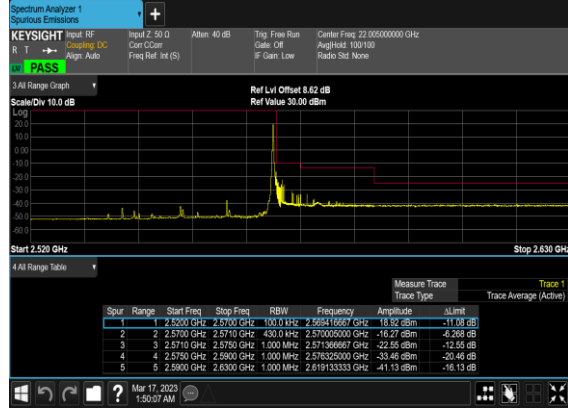 Spectrum Analyzer 1
Spurious Emissions
+
KEYSIGHT Input: RF Input Z: 50 Ω Atten: 40 dB Trig: Free Run Center Freq: 22.005000000 GHz
R T Coupling: DC Corr CCorr Gate: Off Avg|Hold: 100/100
Align: Auto Freq Ref: Int (S) IF Gain: Low Radio Std: None
PASS
3 All Range Graph
Ref Lvl Offset 8.62 dB
Scale/Div 10.0 dB Ref Value 30.00 dBm
Log
20.0
10.0
0.00
-10.0
-20.0
-30.0
-40.0
-50.0
-60.0
Start 2.520 GHz Stop 2.630 GHz
4 All Range Table
Measure Trace Trace 1
Trace Type Trace Average (Active)
Spur Range Start Freq Stop Freq RBW Frequency Amplitude ΔLimit
1 1 2.5200 GHz 2.5700 GHz 100.0 kHz 2.569416667 GHz 18.92 dBm -11.08 dB
2 2 2.5700 GHz 2.5710 GHz 430.0 kHz 2.570005000 GHz -16.27 dBm -6.268 dB
3 3 2.5710 GHz 2.5750 GHz 1.000 MHz 2.571366667 GHz -22.55 dBm -12.55 dB
4 4 2.5750 GHz 2.5900 GHz 1.000 MHz 2.576325000 GHz -33.46 dBm -20.46 dB
5 5 2.5900 GHz 2.6300 GHz 1.000 MHz 2.619133333 GHz -41.13 dBm -16.13 dB
? Mar 17, 2023
1:50:07 AM